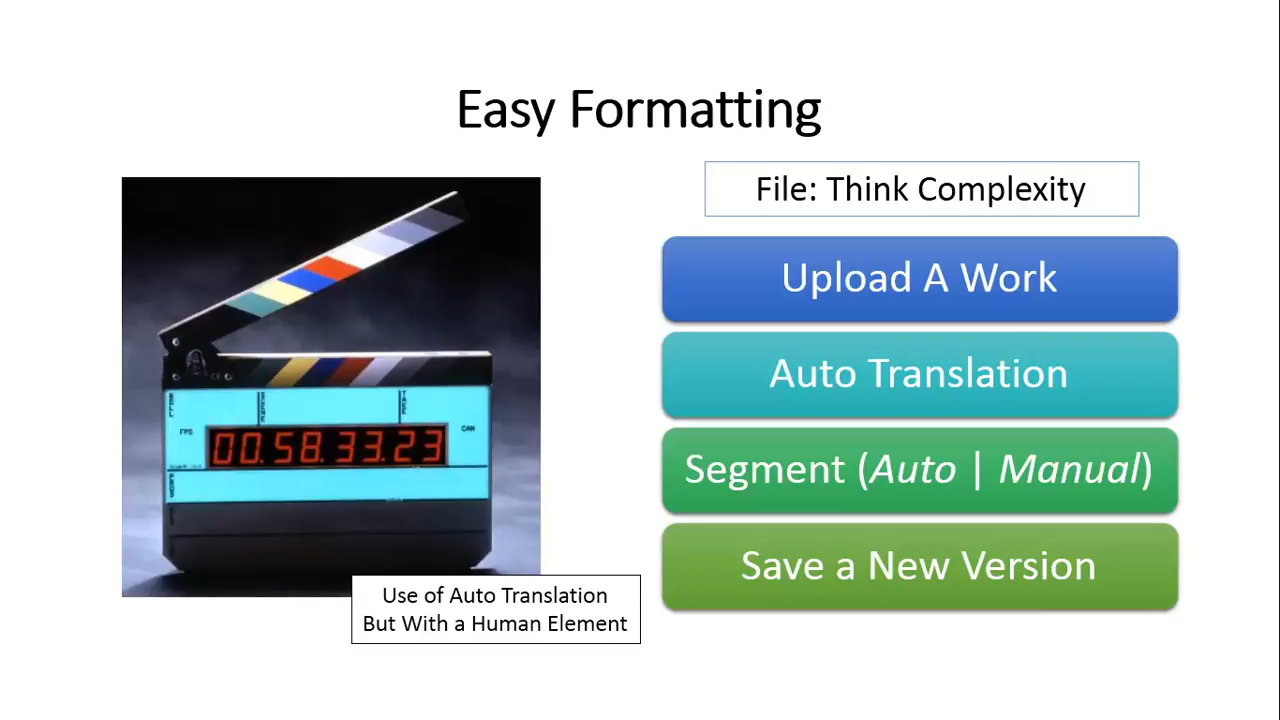 Easy Formatting
File: Think Complexity
Upload A Work
Auto Translation
Segment (Auto | Manual)
Save a New Version
FPS
CAM
00.58.33.23
Use of Auto Translation
But With a Human Element